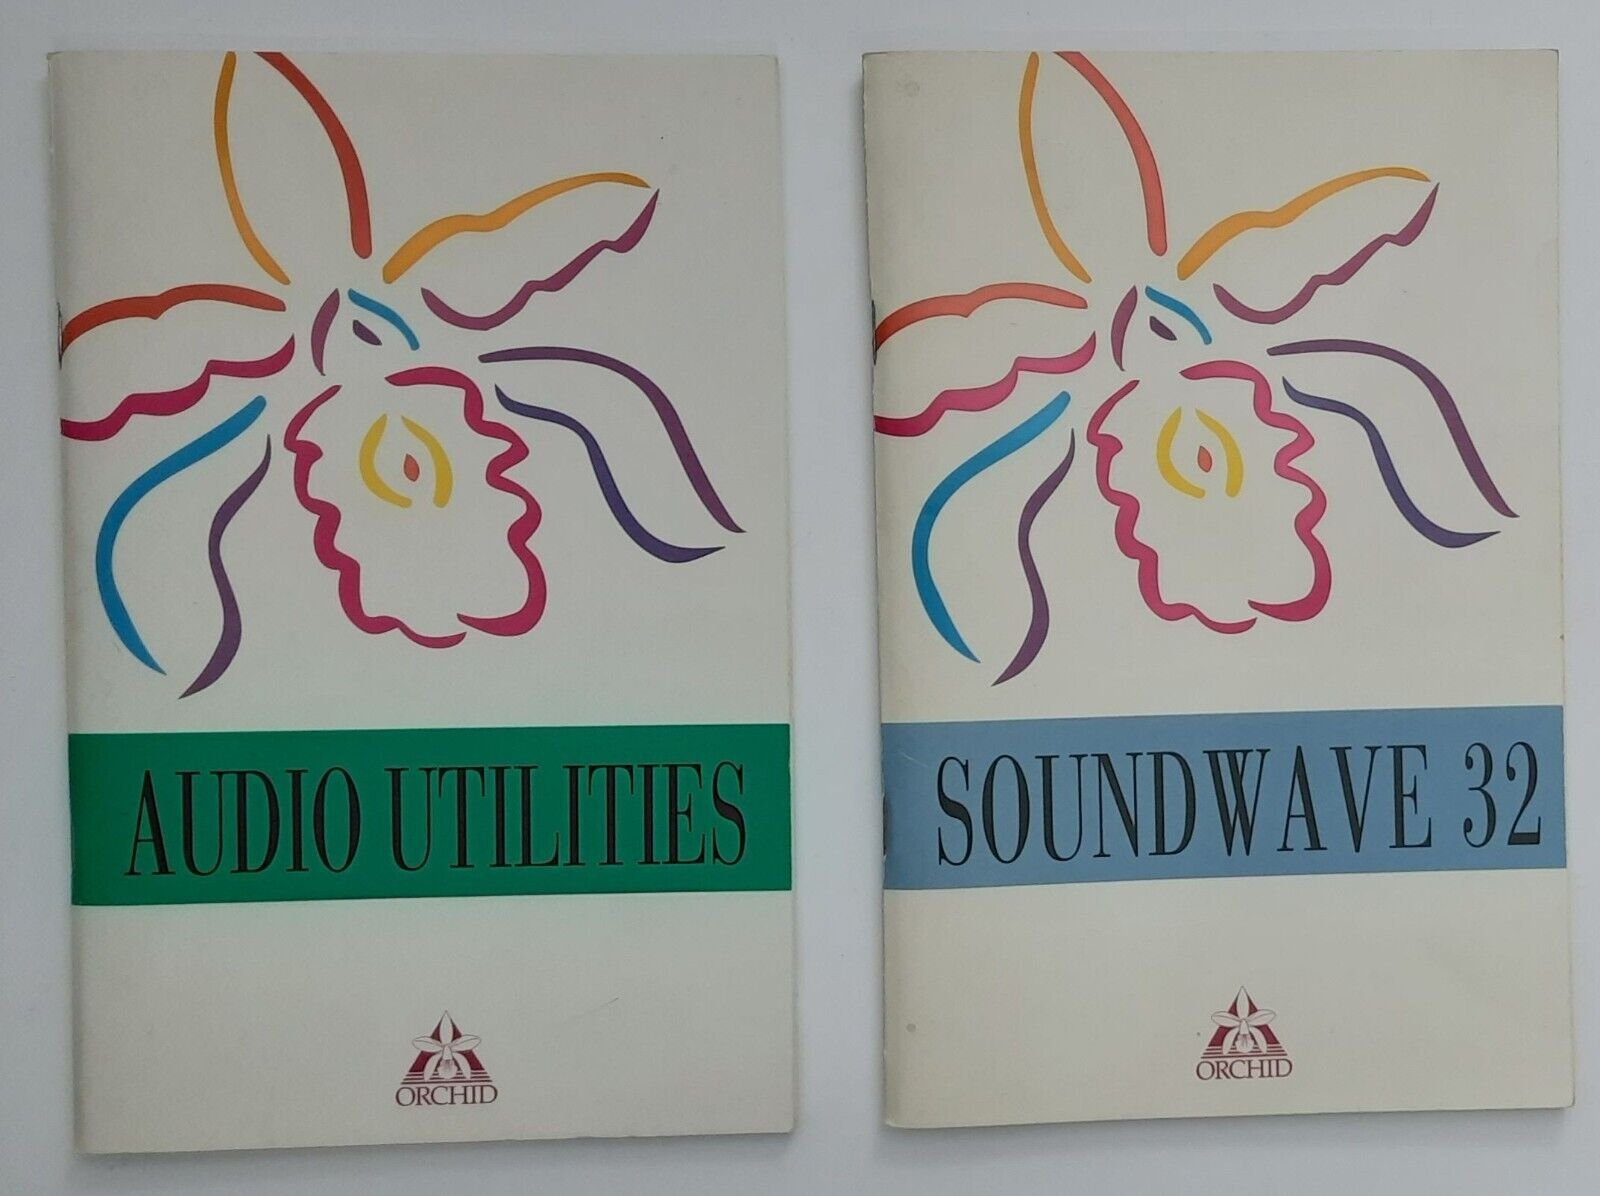 AUDIO UTILITIES
ORCHID
SOUNDWAVE 32
ORCHID